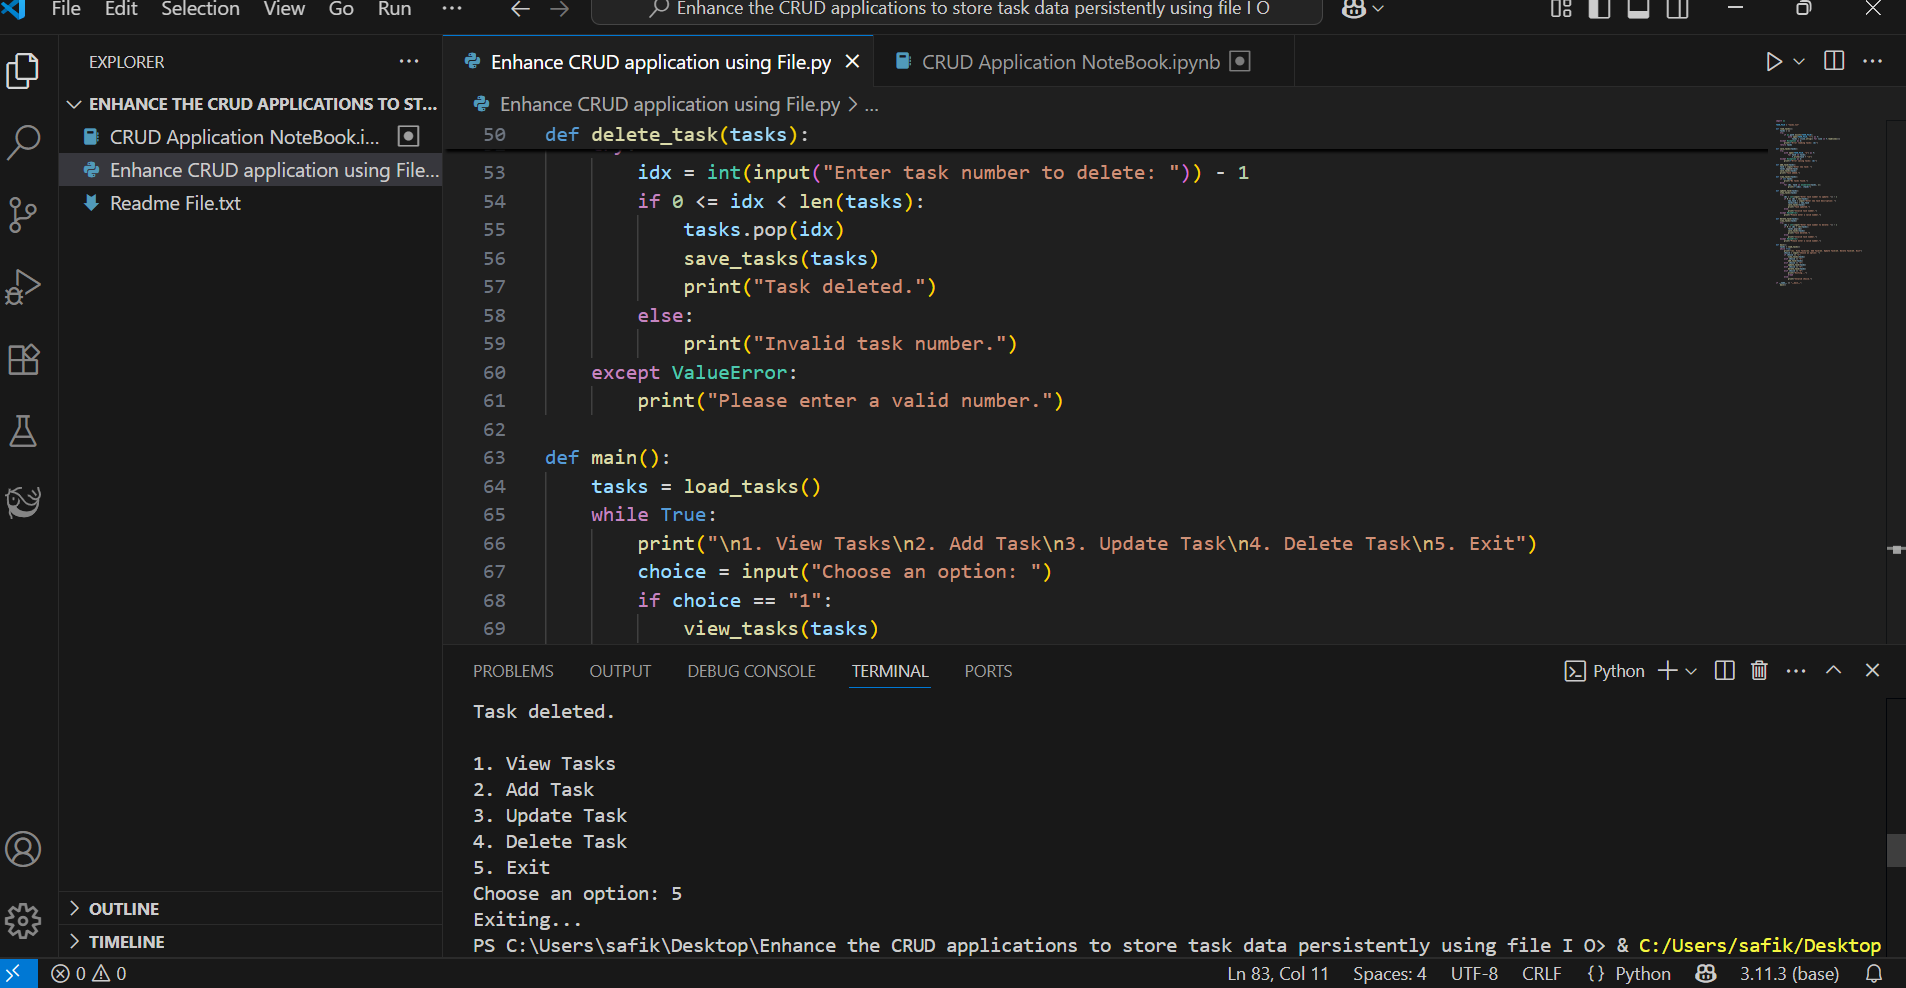 File Edit Selection View Go Run ··· Enhance the CRUD applications to store task data persistently using file I O
EXPLORER ···
ENHANCE THE CRUD APPLICATIONS TO ST...
CRUD Application NoteBook.i...
Enhance CRUD application using File...
Readme File.txt
OUTLINE
TIMELINE
Enhance CRUD application using File.py CRUD Application NoteBook.ipynb
Enhance CRUD application using File.py > ...
50 def delete_task(tasks):
53 idx = int(input("Enter task number to delete: ")) - 1
54 if 0 <= idx < len(tasks):
55 tasks.pop(idx)
56 save_tasks(tasks)
57 print("Task deleted.")
58 else:
59 print("Invalid task number.")
60 except ValueError:
61 print("Please enter a valid number.")
62
63 def main():
64 tasks = load_tasks()
65 while True:
66 print("\n1. View Tasks\n2. Add Task\n3. Update Task\n4. Delete Task\n5. Exit")
67 choice = input("Choose an option: ")
68 if choice == "1":
69 view_tasks(tasks)
PROBLEMS OUTPUT DEBUG CONSOLE TERMINAL PORTS Python
Task deleted.
1. View Tasks
2. Add Task
3. Update Task
4. Delete Task
5. Exit
Choose an option: 5
Exiting...
PS C:\Users\safik\Desktop\Enhance the CRUD applications to store task data persistently using file I O> & C:/Users/safik/Desktop
0 0 Ln 83, Col 11 Spaces: 4 UTF-8 CRLF {} Python 3.11.3 (base)